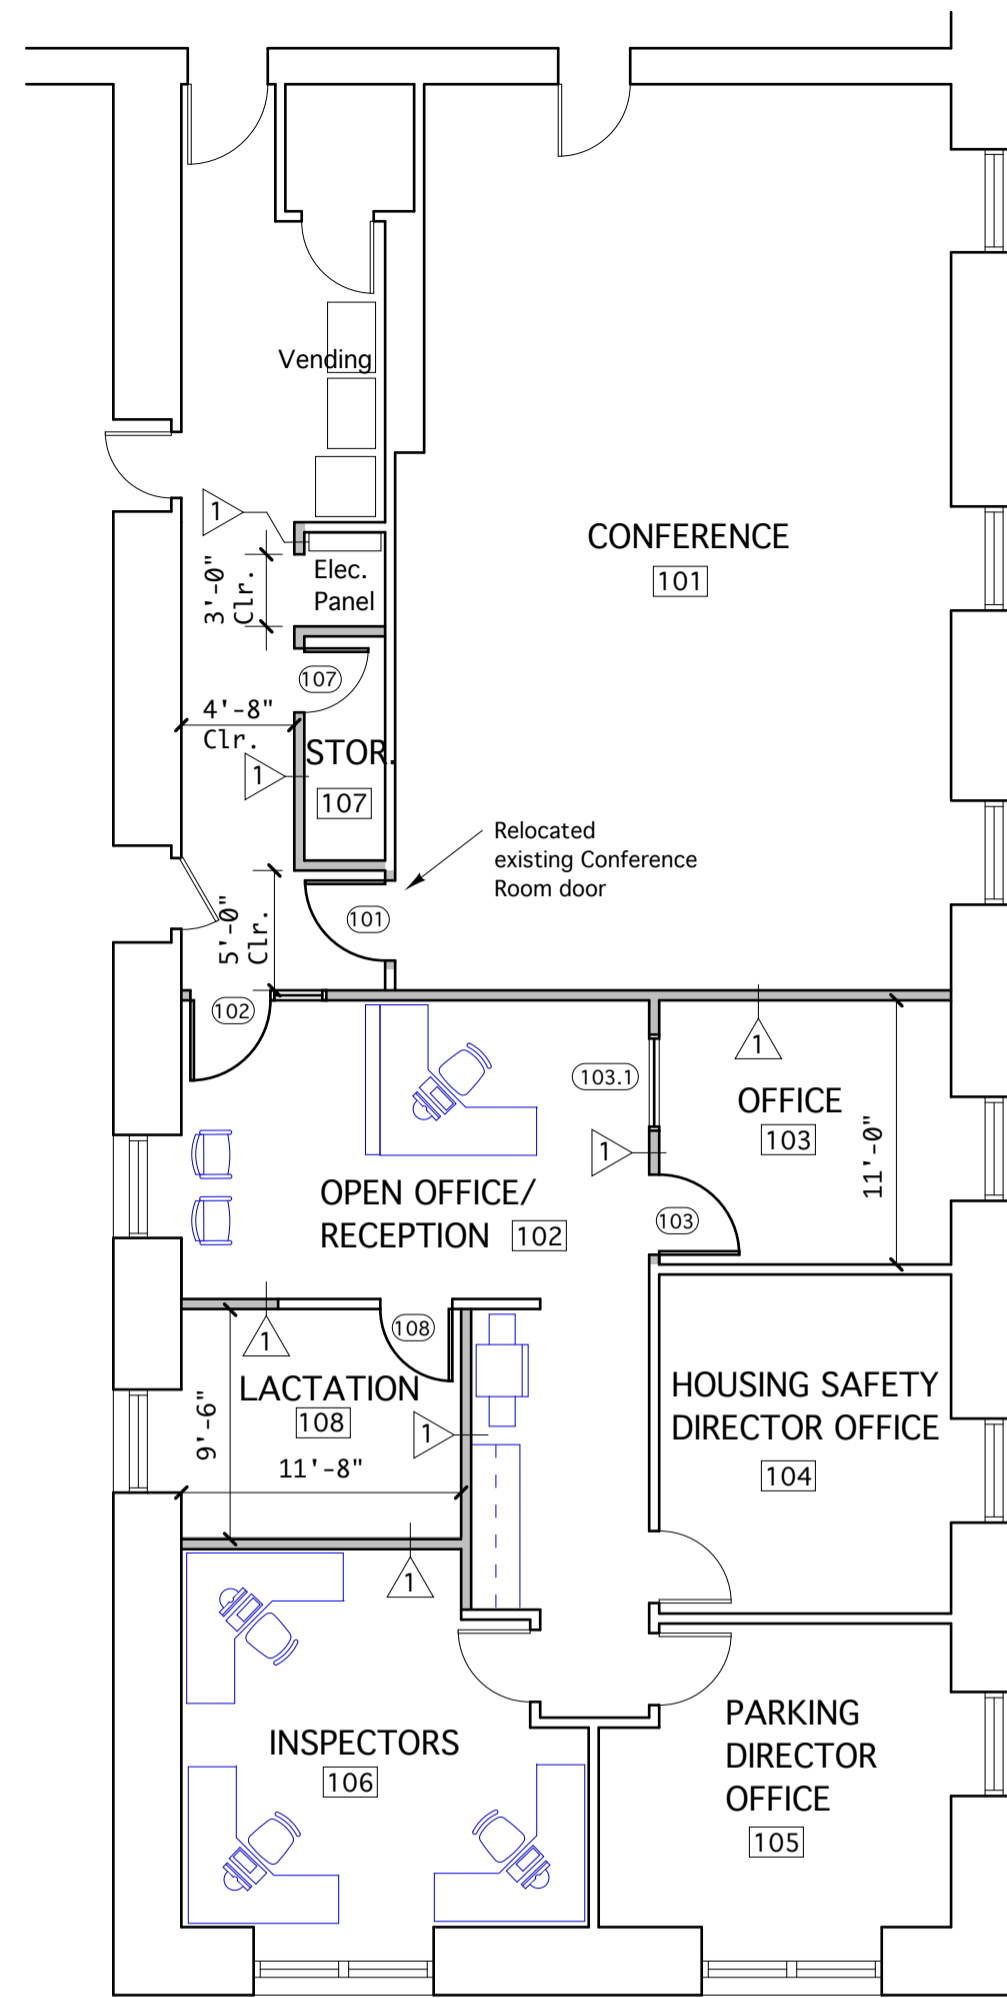 Vending
1
CONFERENCE
101
Elec.
Panel
3'-0"
Clr.
107
4'-8"
Clr.
1
STOR.
107
Relocated
existing Conference
Room door
101
5'-0"
Clr.
102
1
103.1
OFFICE
103
11'-0"
1
OPEN OFFICE/
RECEPTION 102
103
108
1
LACTATION
108
9'-6"
11'-8"
1
HOUSING SAFETY
DIRECTOR OFFICE
104
1
INSPECTORS
106
PARKING
DIRECTOR
OFFICE
105